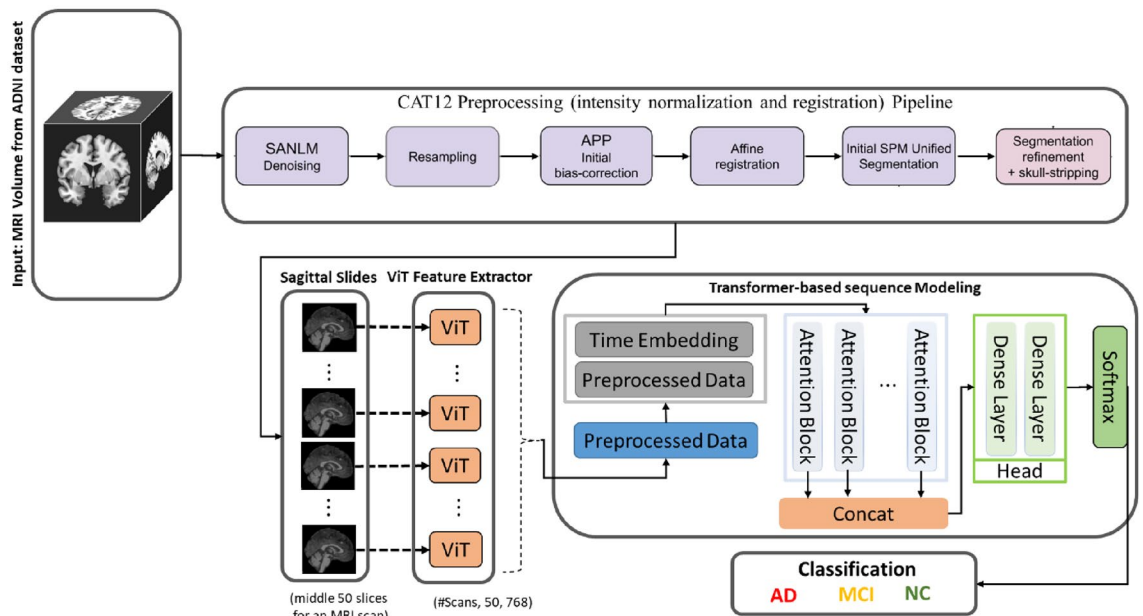 Input: MRI Volume from ADNI dataset
CAT12 Preprocessing (intensity normalization and registration) Pipeline
SANLM
Denoising
Resampling
APP
Initial
bias-correction
Affine
registration
Initial SPM Unified
Segmentation
Segmentation
refinement
+ skull-stripping
Sagittal Slides
ViT Feature Extractor
ViT
⋮
⋮
ViT
ViT
⋮
⋮
ViT
(middle 50 slices
for an MRI scan)
(#Scans, 50, 768)
Transformer-based sequence Modeling
Time Embedding
Preprocessed Data
Preprocessed Data
Attention Block
Attention Block
...
Attention Block
Concat
Dense Layer
Dense Layer
Head
Softmax
Classification
AD MCI NC